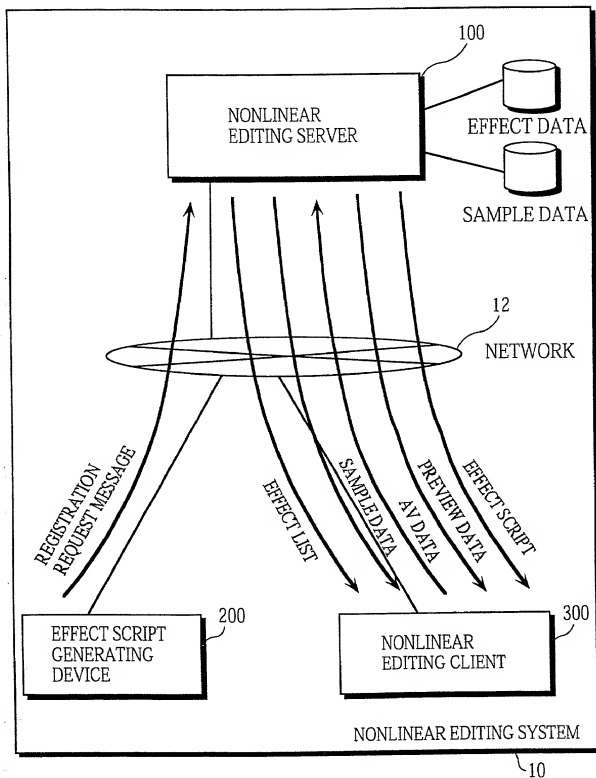 100
NONLINEAR
EDITING SERVER
EFFECT DATA
SAMPLE DATA
12
NETWORK
REGISTRATION
REQUEST MESSAGE
EFFECT LIST
SAMPLE DATA
AV DATA
PREVIEW DATA
EFFECT SCRIPT
200
EFFECT SCRIPT
GENERATING
DEVICE
300
NONLINEAR
EDITING CLIENT
NONLINEAR EDITING SYSTEM
10